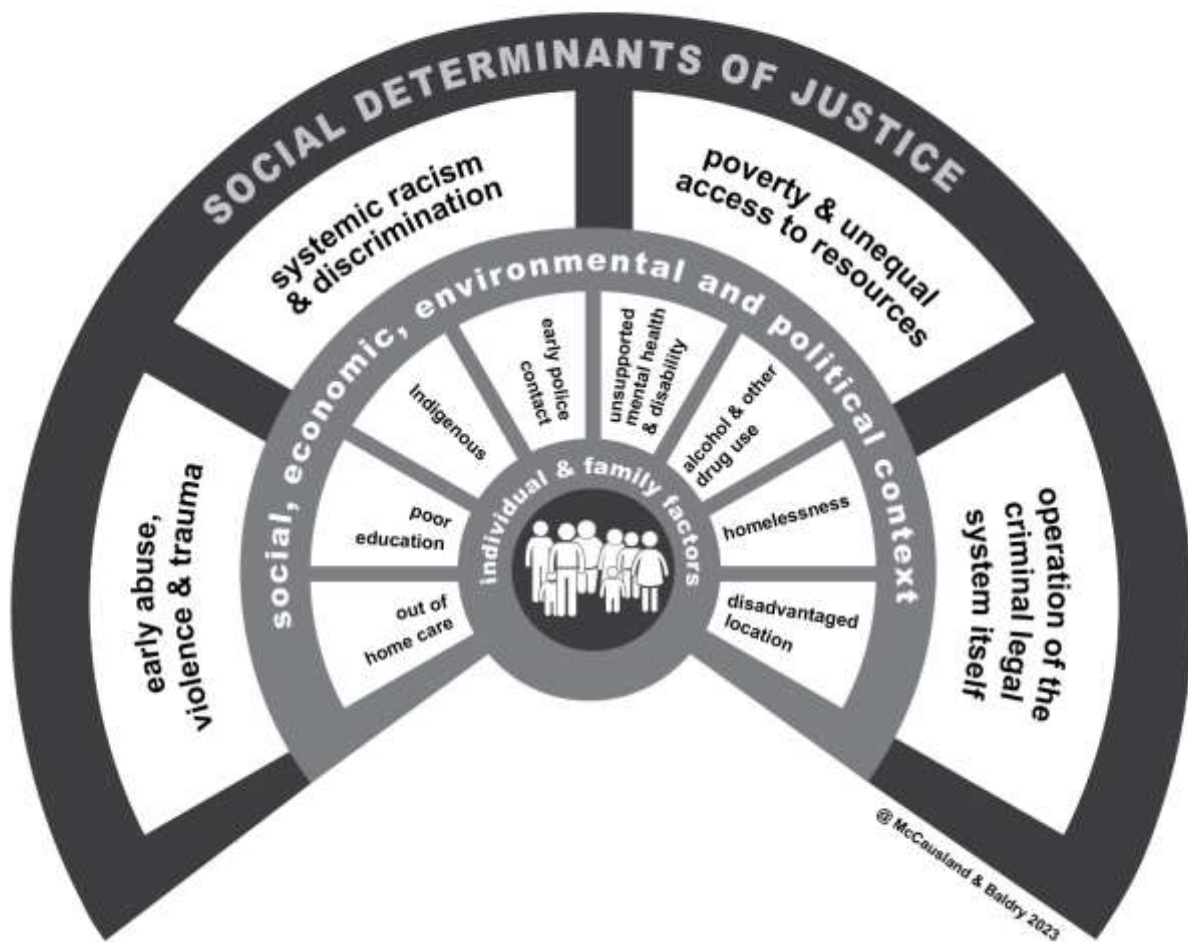 SOCIAL DETERMINANTS OF JUSTICE
early abuse,
violence & trauma
systemic racism
& discrimination
poverty & unequal
access to resources
operation of the
criminal legal
system itself
social, economic, environmental and political context
out of
home care
poor
education
Indigenous
early police
contact
unsupported
mental health
& disability
alcohol & other
drug use
homelessness
disadvantaged
location
individual & family factors
@ McCausland & Baldry 2023